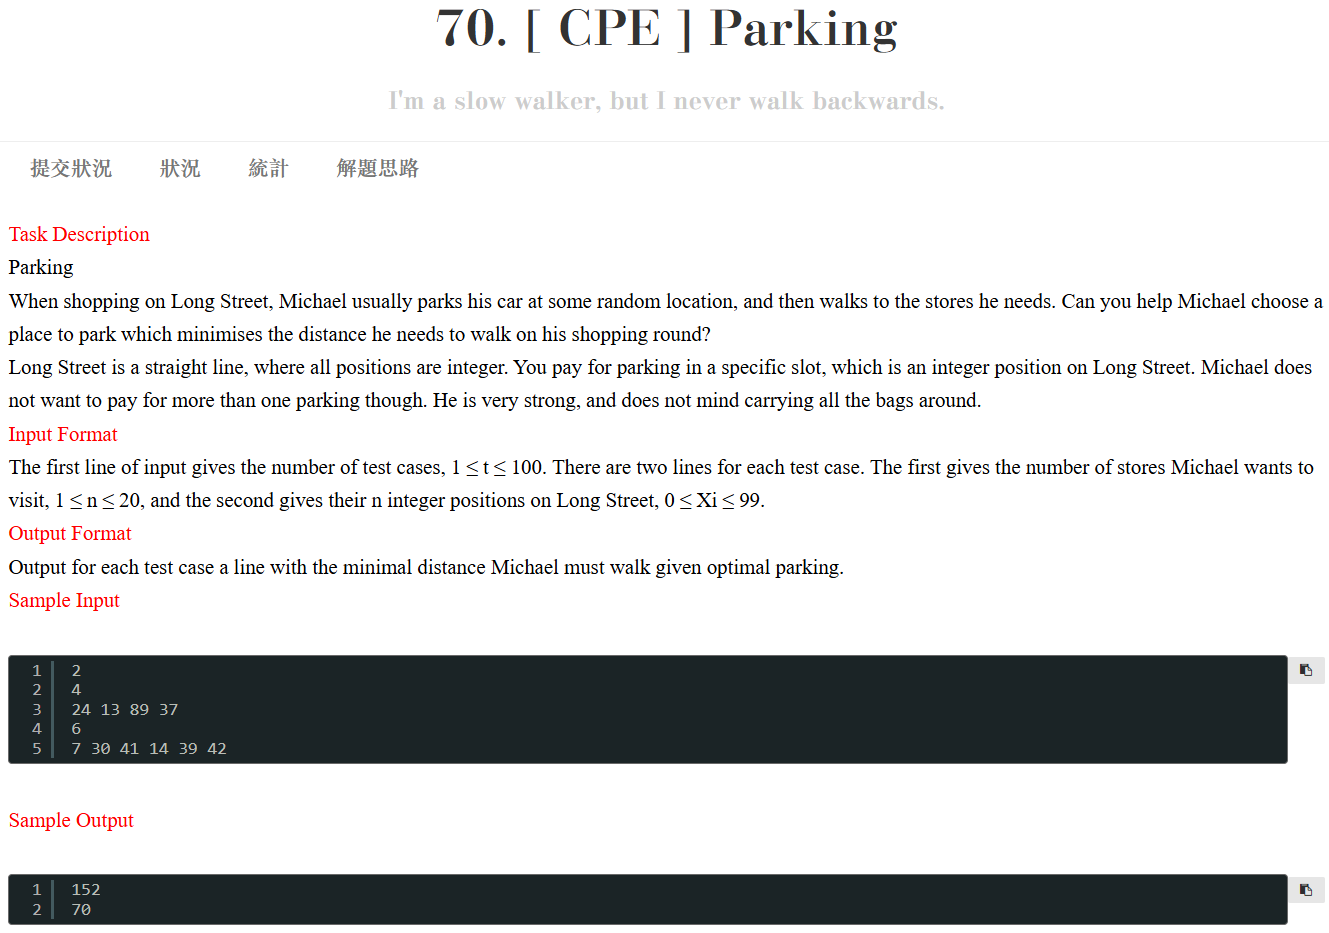 70. [ CPE ] Parking
I'm a slow walker, but I never walk backwards.
提交狀況 狀況 統計 解題思路
Task Description
Parking
When shopping on Long Street, Michael usually parks his car at some random location, and then walks to the stores he needs. Can you help Michael choose a
place to park which minimises the distance he needs to walk on his shopping round?
Long Street is a straight line, where all positions are integer. You pay for parking in a specific slot, which is an integer position on Long Street. Michael does
not want to pay for more than one parking though. He is very strong, and does not mind carrying all the bags around.
Input Format
The first line of input gives the number of test cases, 1 ≤ t ≤ 100. There are two lines for each test case. The first gives the number of stores Michael wants to
visit, 1 ≤ n ≤ 20, and the second gives their n integer positions on Long Street, 0 ≤ Xi ≤ 99.
Output Format
Output for each test case a line with the minimal distance Michael must walk given optimal parking.
Sample Input
1 2
2 4
3 24 13 89 37
4 6
5 7 30 41 14 39 42
Sample Output
1 152
2 70